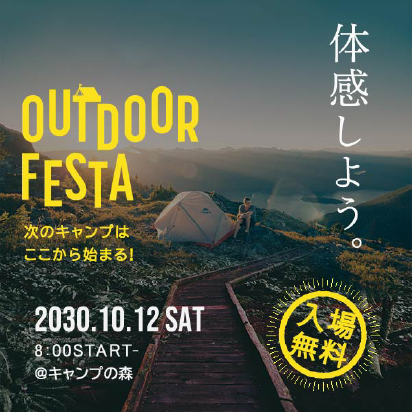 体感しよう。
OUTDOOR
FESTA
次のキャンプは
ここから始まる!
2030.10.12 SAT
8:00START-
@キャンプの森
入場
無料